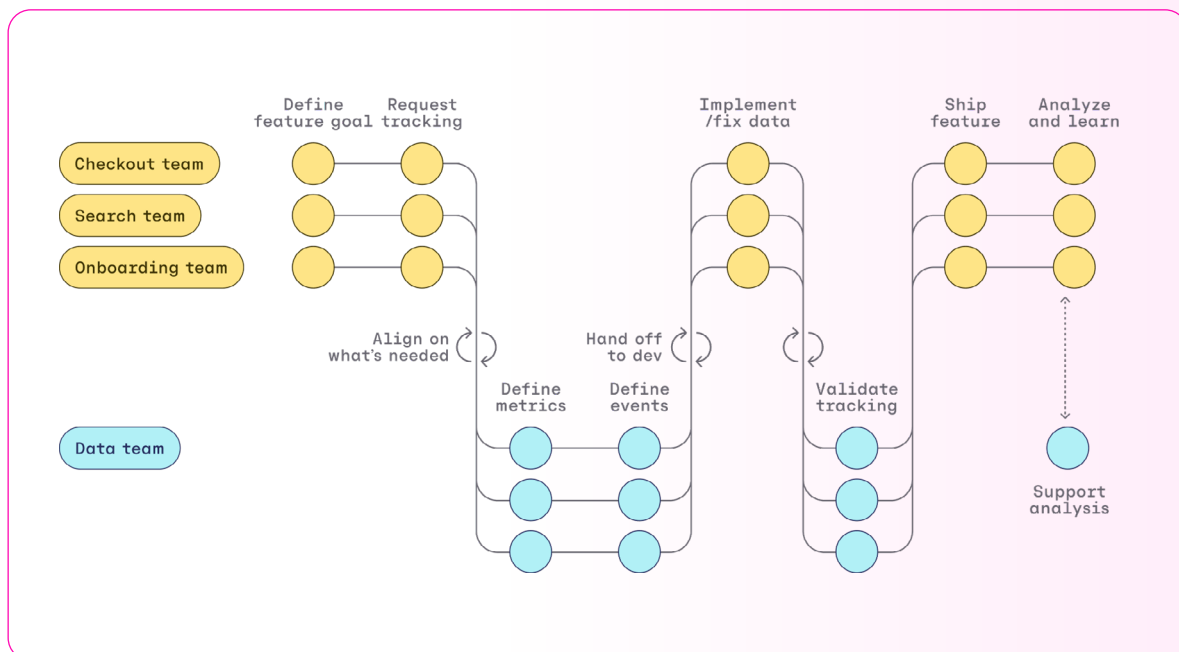 Define
feature goal
Request
tracking
Implement
/fix data
Ship
feature
Analyze
and learn
Checkout team
Search team
Onboarding team
Align on
what's needed
Hand off
to dev
Define
metrics
Define
events
Validate
tracking
Data team
Support
analysis